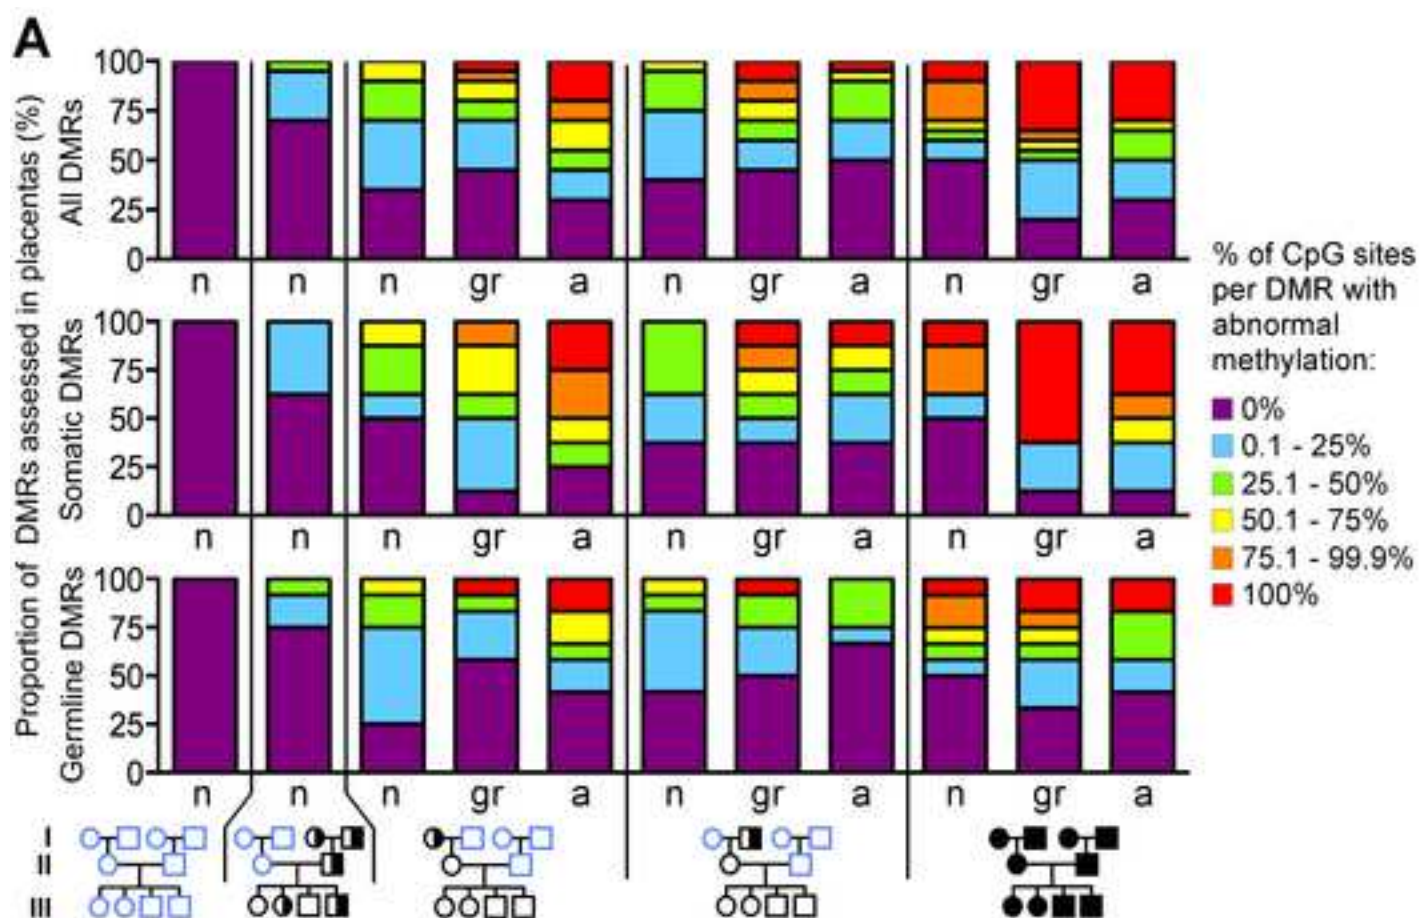 A
Proportion of DMRs assessed in placentas (%)
All DMRs
100
75
50
25
0
n n n gr a n gr a n gr a
Somatic DMRs
100
75
50
25
0
n n n gr a n gr a n gr a
Germline DMRs
100
75
50
25
0
n n n gr a n gr a n gr a
I
II
III
% of CpG sites
per DMR with
abnormal
methylation:
0%
0.1 - 25%
25.1 - 50%
50.1 - 75%
75.1 - 99.9%
100%